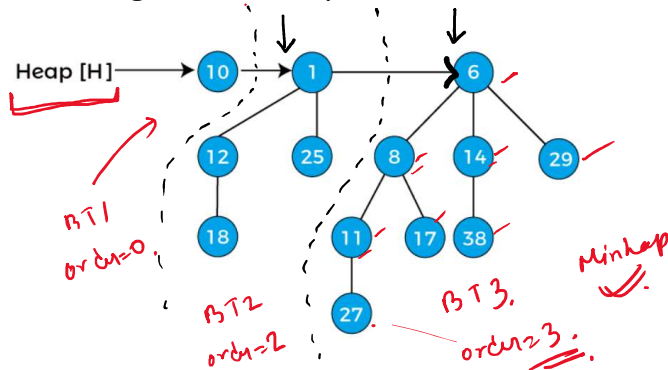 Heap [H]
10
1
6
12
25
8
14
29
18
11
17
38
27
BT1
order=0.
BT2
order=2
BT3.
order=3.
Minheap